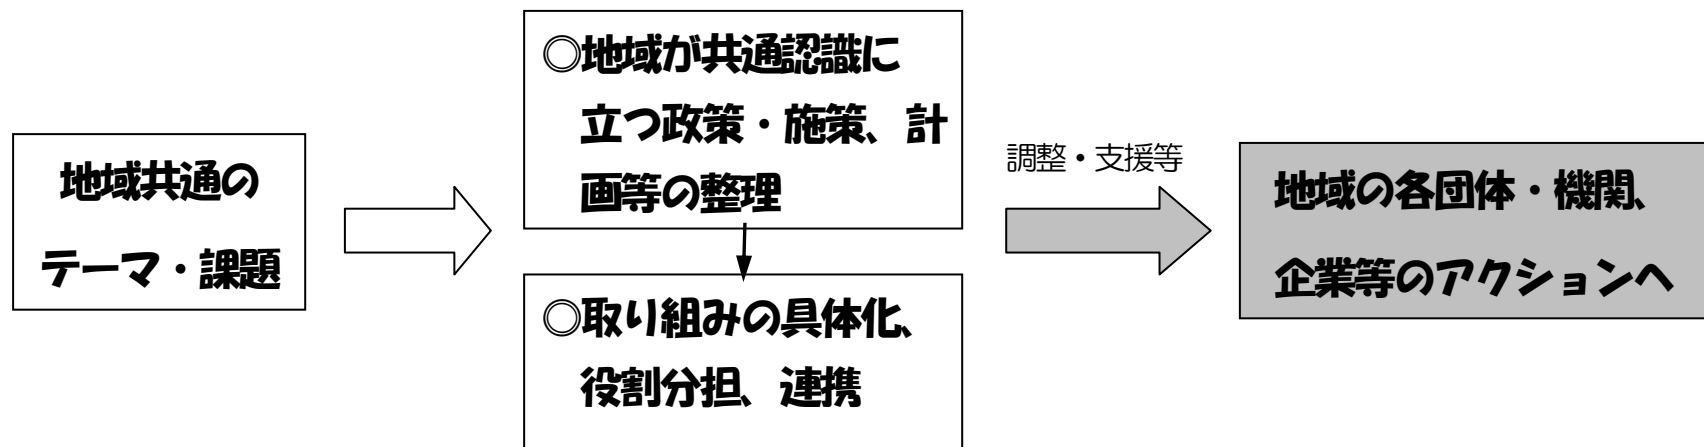 地域共通の
テーマ・課題
◎地域が共通認識に
立つ政策・施策、計
画等の整理
◎取り組みの具体化、
役割分担、連携
調整・支援等
地域の各団体・機関、
企業等のアクションへ